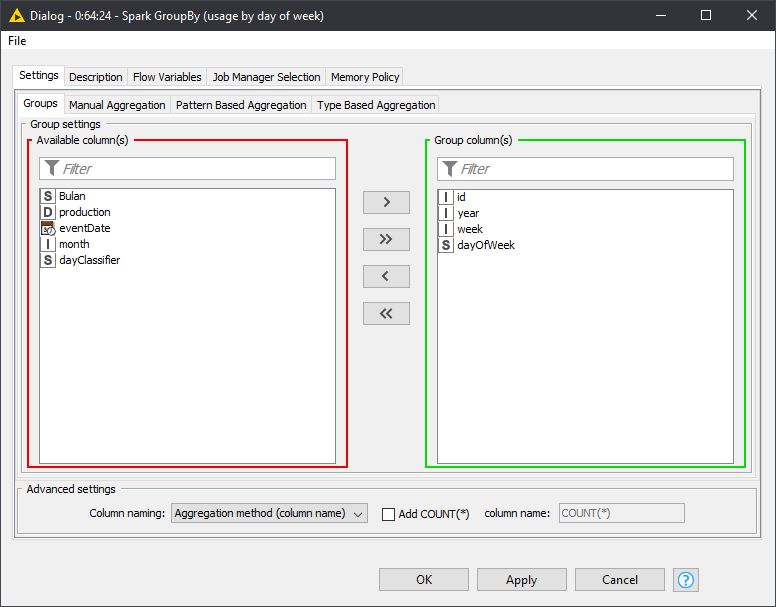 Dialog - 0:64:24 - Spark GroupBy (usage by day of week)
File
Settings Description Flow Variables Job Manager Selection Memory Policy
Groups Manual Aggregation Pattern Based Aggregation Type Based Aggregation
Group settings
Available column(s)
Filter
S Bulan
D production
eventDate
I month
S dayClassifier
>
>>
<
<<
Group column(s)
Filter
I id
I year
I week
S dayOfWeek
Advanced settings
Column naming: Aggregation method (column name) Add COUNT(*) column name: COUNT(*)
OK Apply Cancel ?